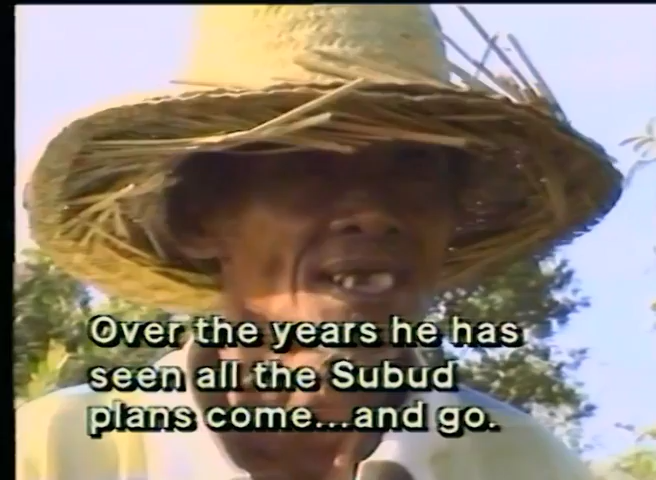 Over the years he has
seen all the Subud
plans come...and go.